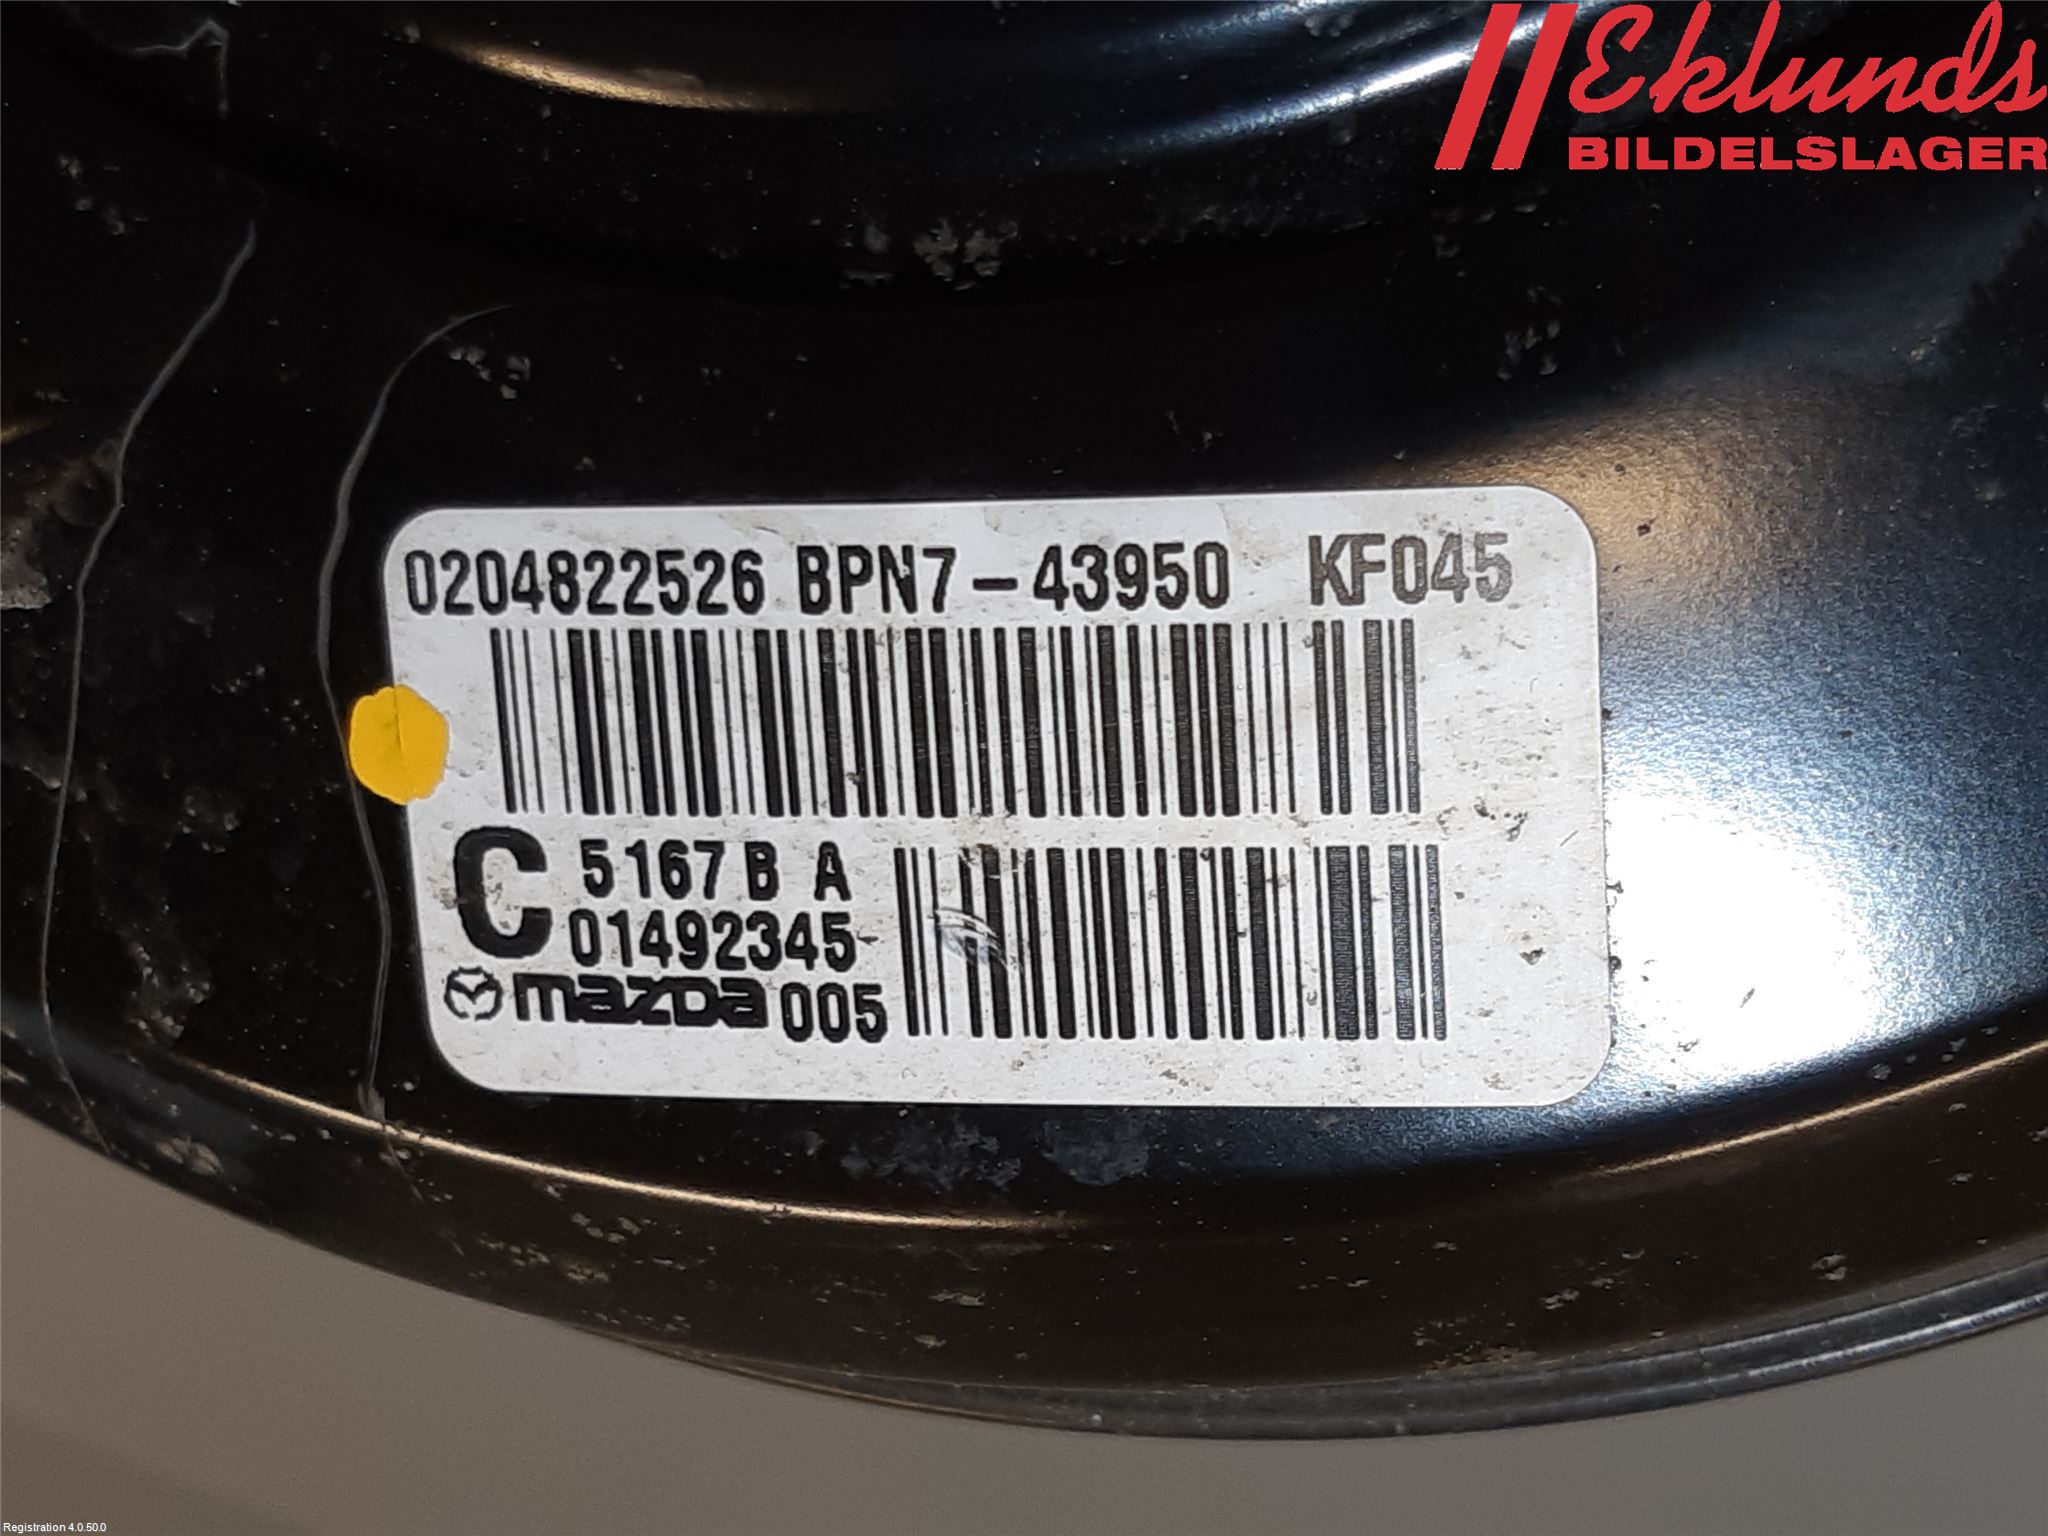 Eklunds
BILDELSLAGER
0204822526 BPN7-43950 KF045
C 5167 B A
01492345-
mazda 005
Registration 4.0.50.0